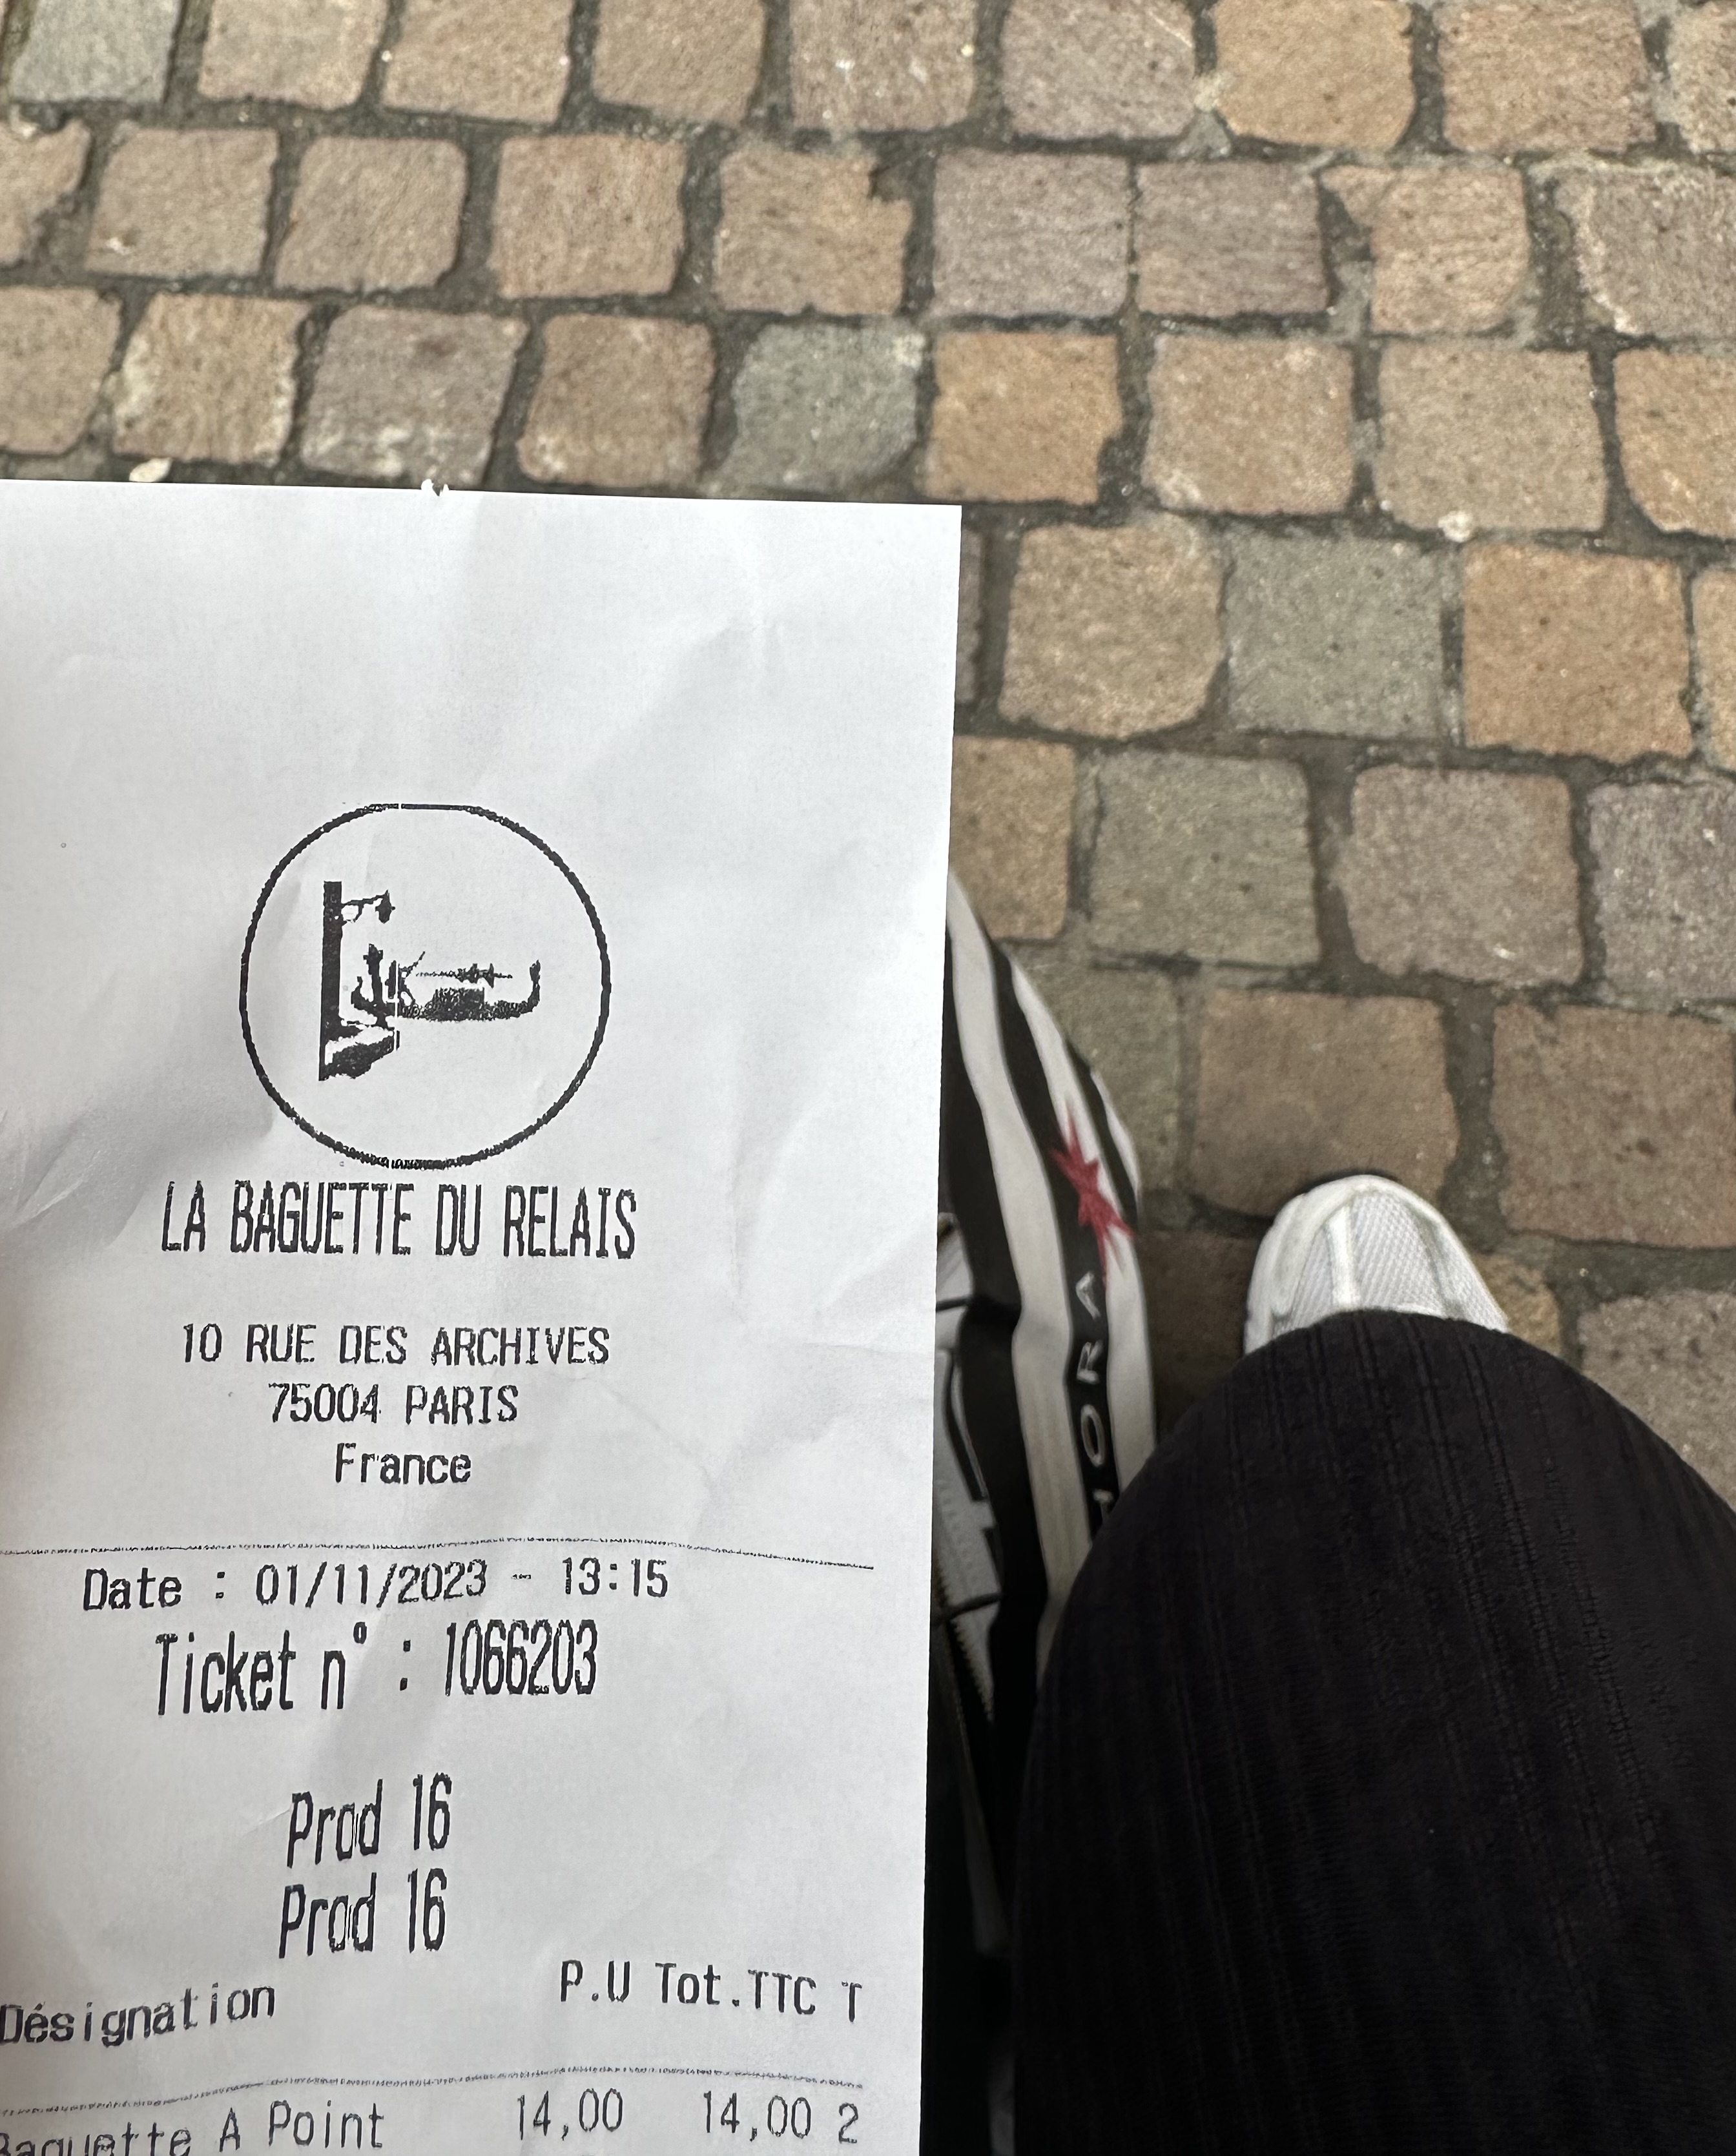 LA BAGUETTE DU RELAIS
10 RUE DES ARCHIVES
75004 PARIS
France
Date : 01/11/2023 - 13:15
Ticket n° : 1066203
Prod 16
Prod 16
Désignation P.U Tot.TTC T
Baguette A Point 14,00 14,00 2